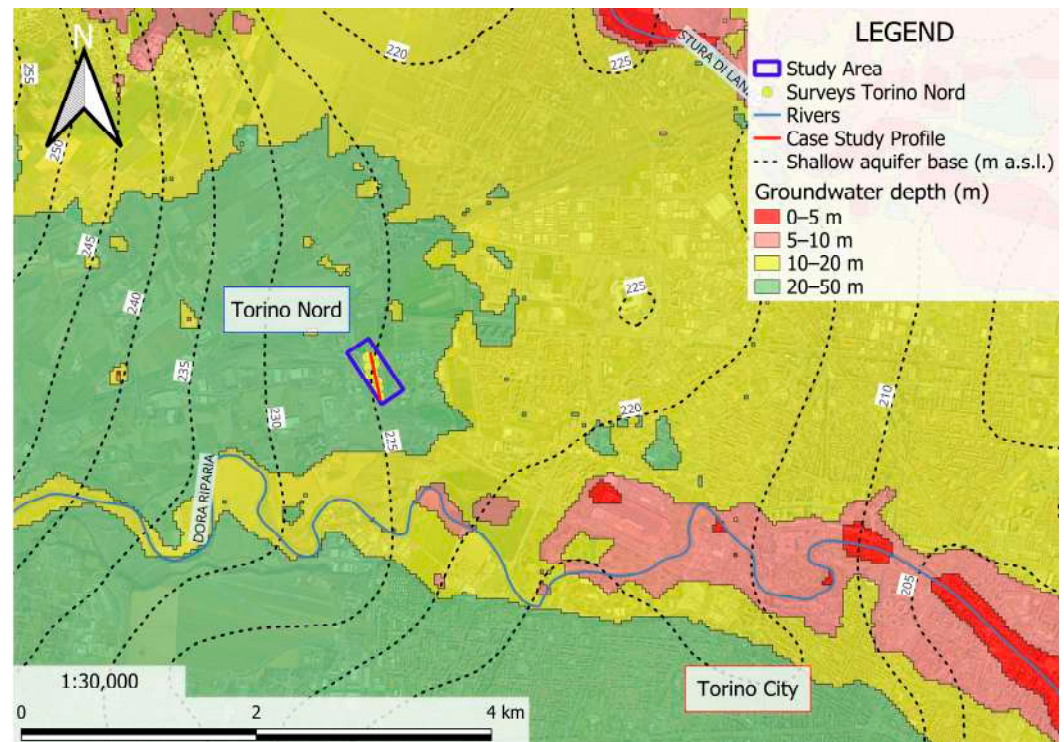 LEGEND
Study Area
Surveys Torino Nord
Rivers
Case Study Profile
Shallow aquifer base (m a.s.l.)
Groundwater depth (m)
0–5 m
5–10 m
10–20 m
20–50 m
N
220
225
STURA DI LAN
255
250
245
240
235
230
225
Torino Nord
225
220
210
205
DORA RIPARIA
Torino City
1:30,000
0 2 4 km